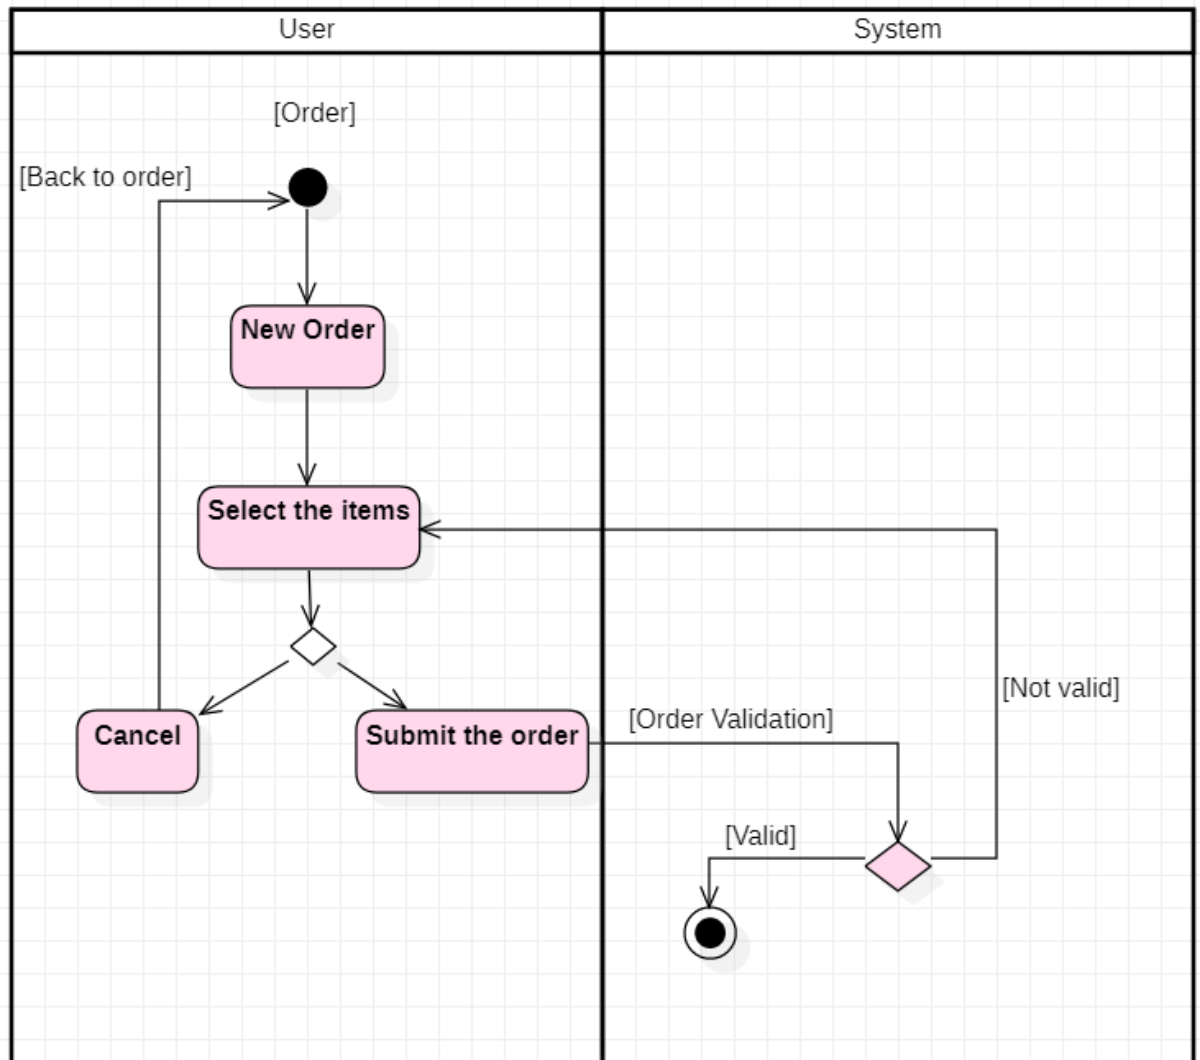 User
System
[Order]
[Back to order]
New Order
Select the items
[Not valid]
[Order Validation]
Cancel
Submit the order
[Valid]